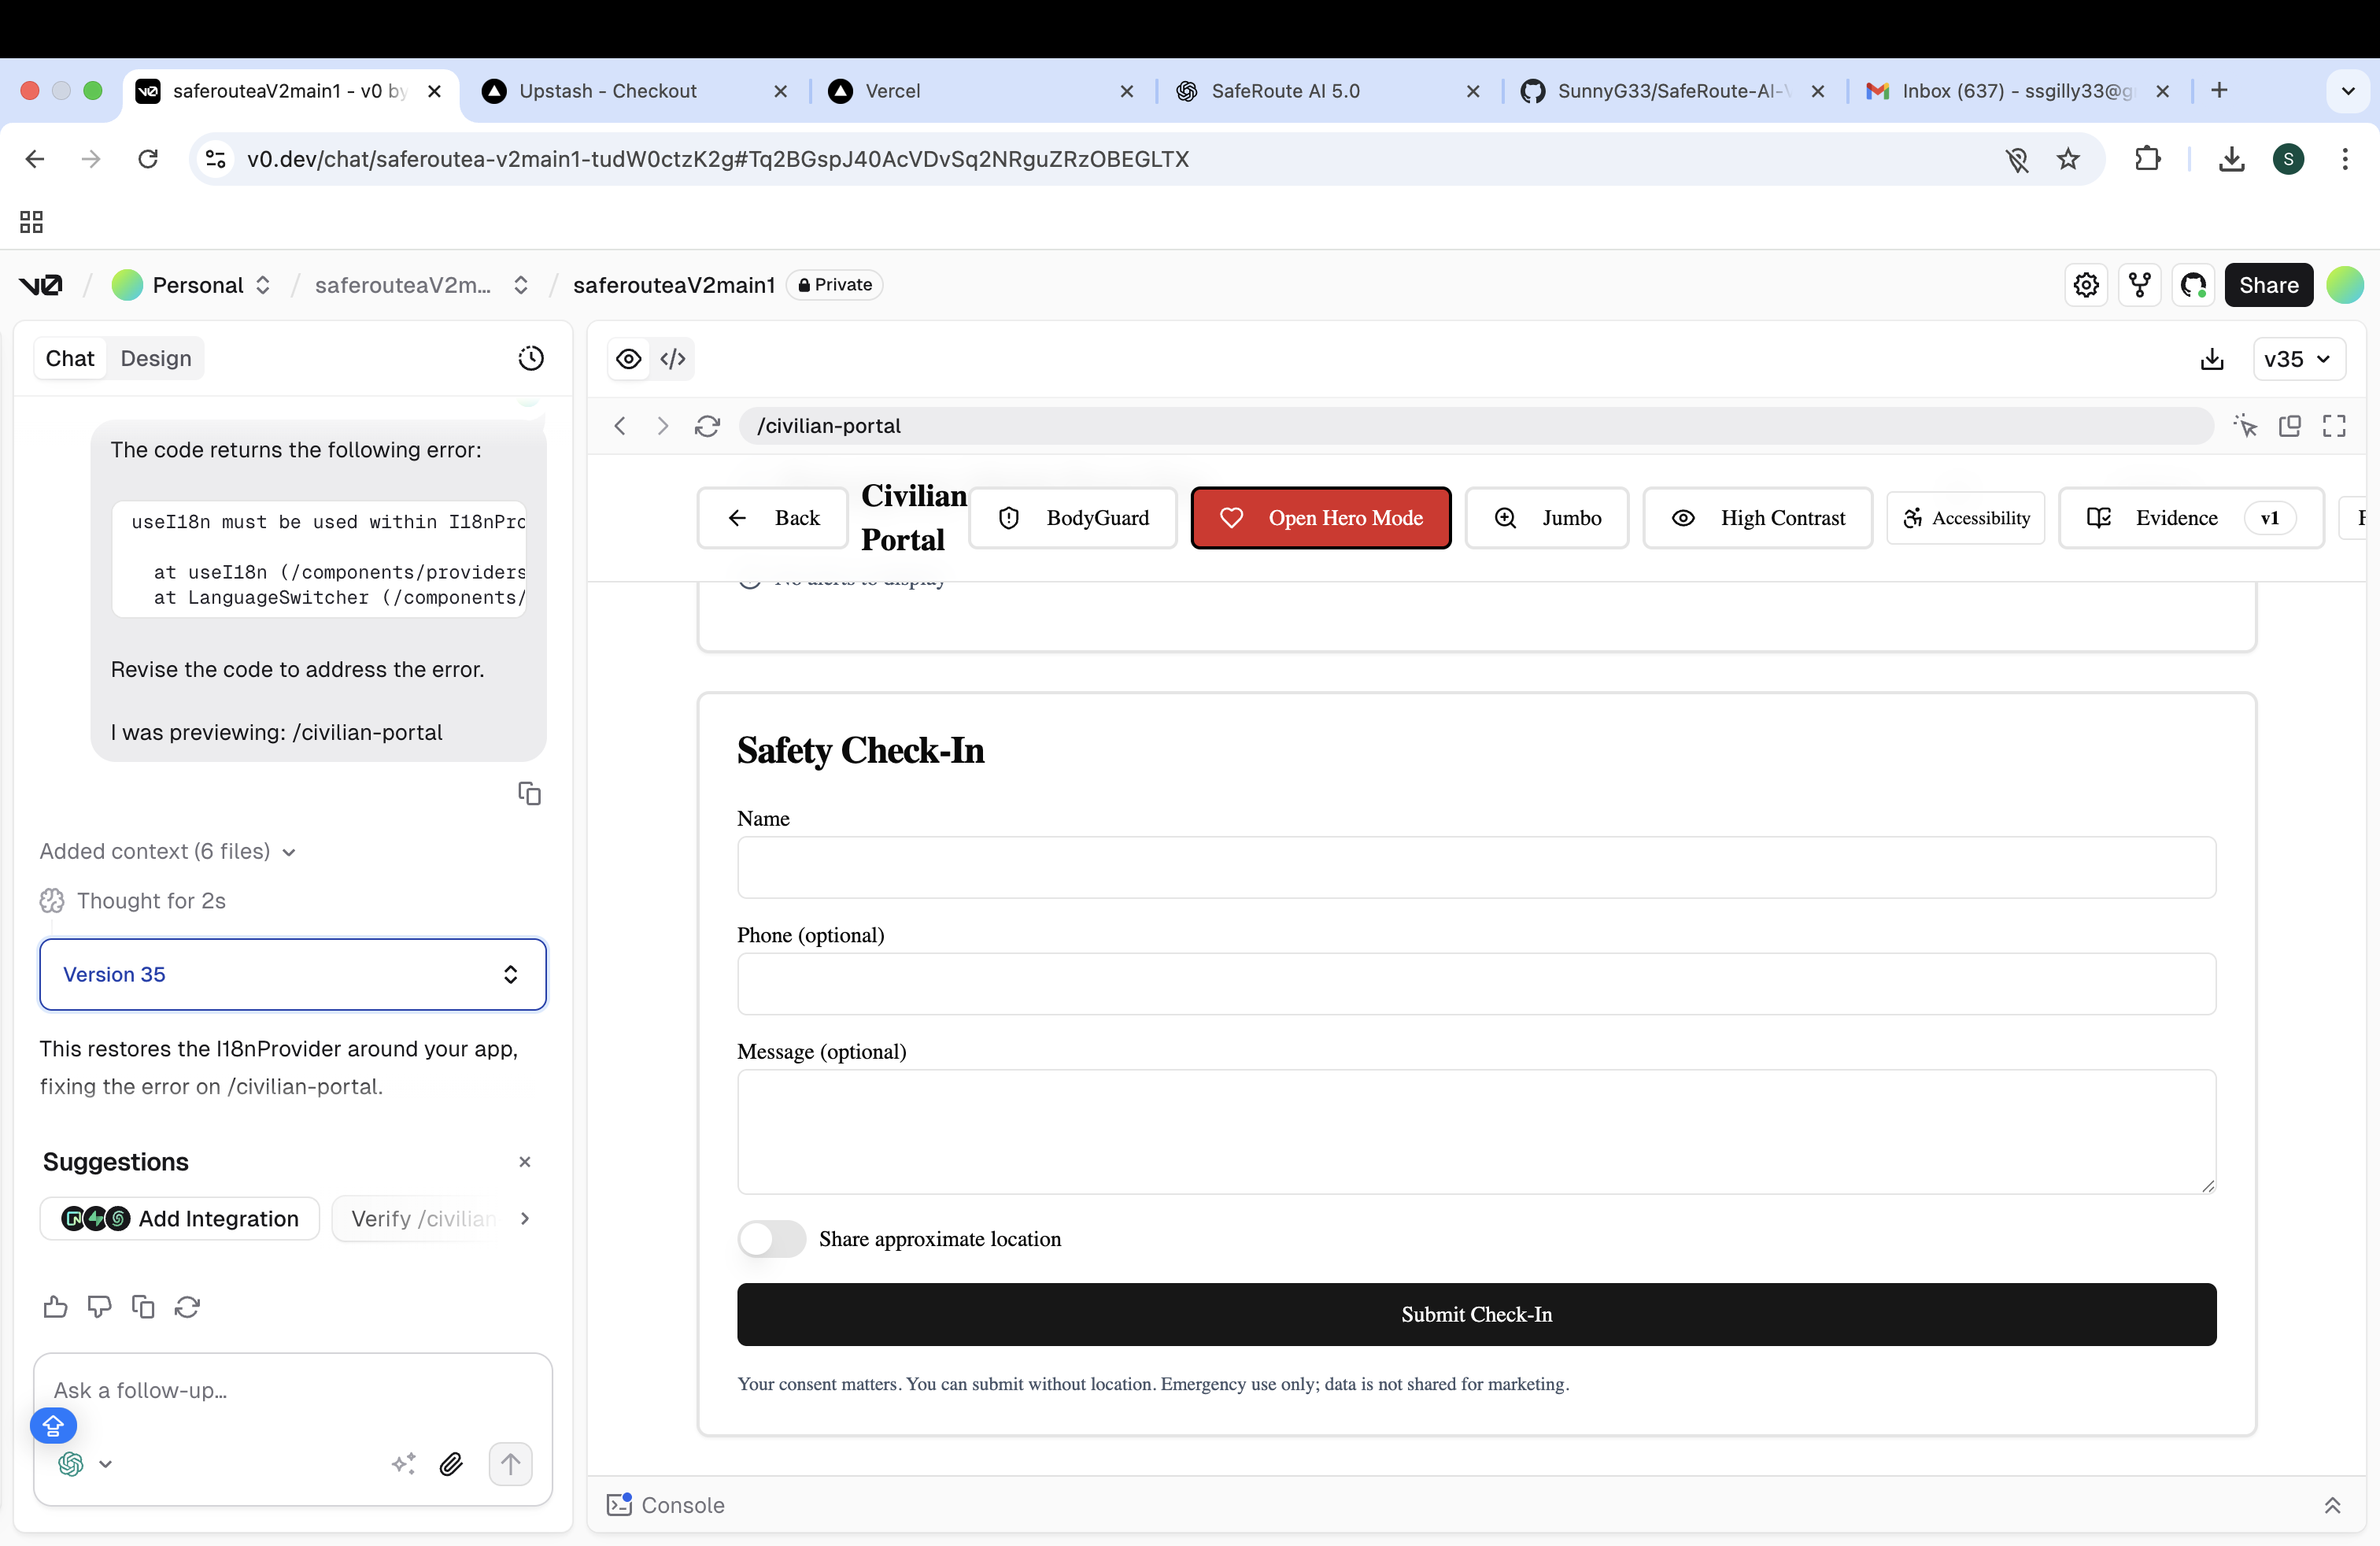 saferouteaV2main1 - v0 by
Upstash - Checkout
Vercel
SafeRoute AI 5.0
SunnyG33/SafeRoute-AI-V
Inbox (637) - ssgilly33@g
v0.dev/chat/saferoutea-v2main1-tudW0ctzK2g#Tq2BGspJ40AcVDvSq2NRguZRzOBEGLTX
S
v0 / Personal / saferouteaV2m... / saferouteaV2main1 Private
Share
Chat Design
v35
The code returns the following error:
useI18n must be used within I18nPro
at useI18n (/components/providers
at LanguageSwitcher (/components/
Revise the code to address the error.
I was previewing: /civilian-portal
Added context (6 files)
Thought for 2s
Version 35
This restores the I18nProvider around your app,
fixing the error on /civilian-portal.
Suggestions
Add Integration
Verify /civilian
Ask a follow-up...
/civilian-portal
Back
Civilian
Portal
BodyGuard
Open Hero Mode
Jumbo
High Contrast
Accessibility
Evidence v1
No alerts to display
Safety Check-In
Name
Phone (optional)
Message (optional)
Share approximate location
Submit Check-In
Your consent matters. You can submit without location. Emergency use only; data is not shared for marketing.
Console